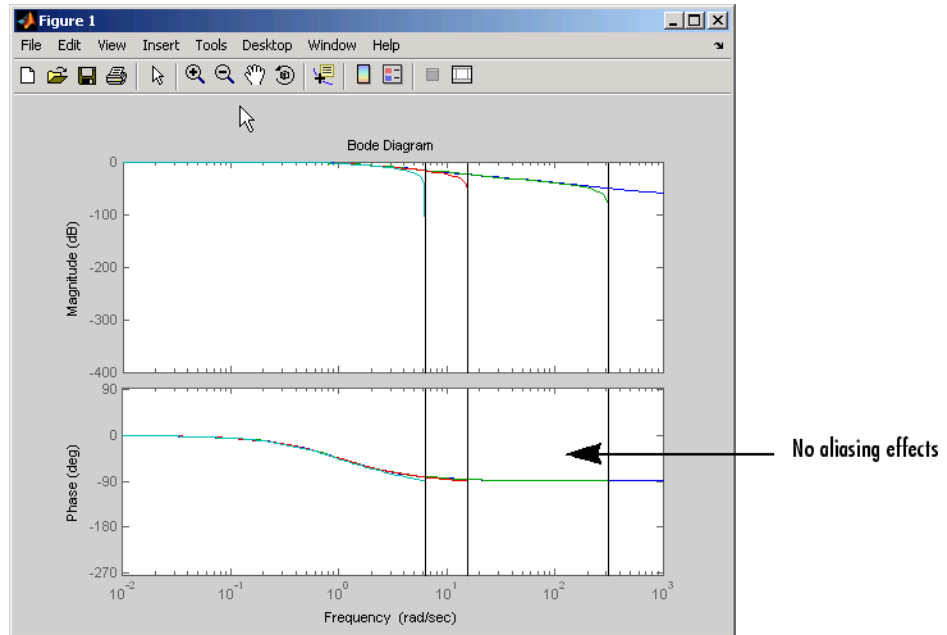 Figure 1
File Edit View Insert Tools Desktop Window Help
Bode Diagram
Magnitude (dB)
0
-100
-200
-300
-400
Phase (deg)
90
0
-90
-180
-270
10^-2 10^-1 10^0 10^1 10^2 10^3
Frequency (rad/sec)
No aliasing effects